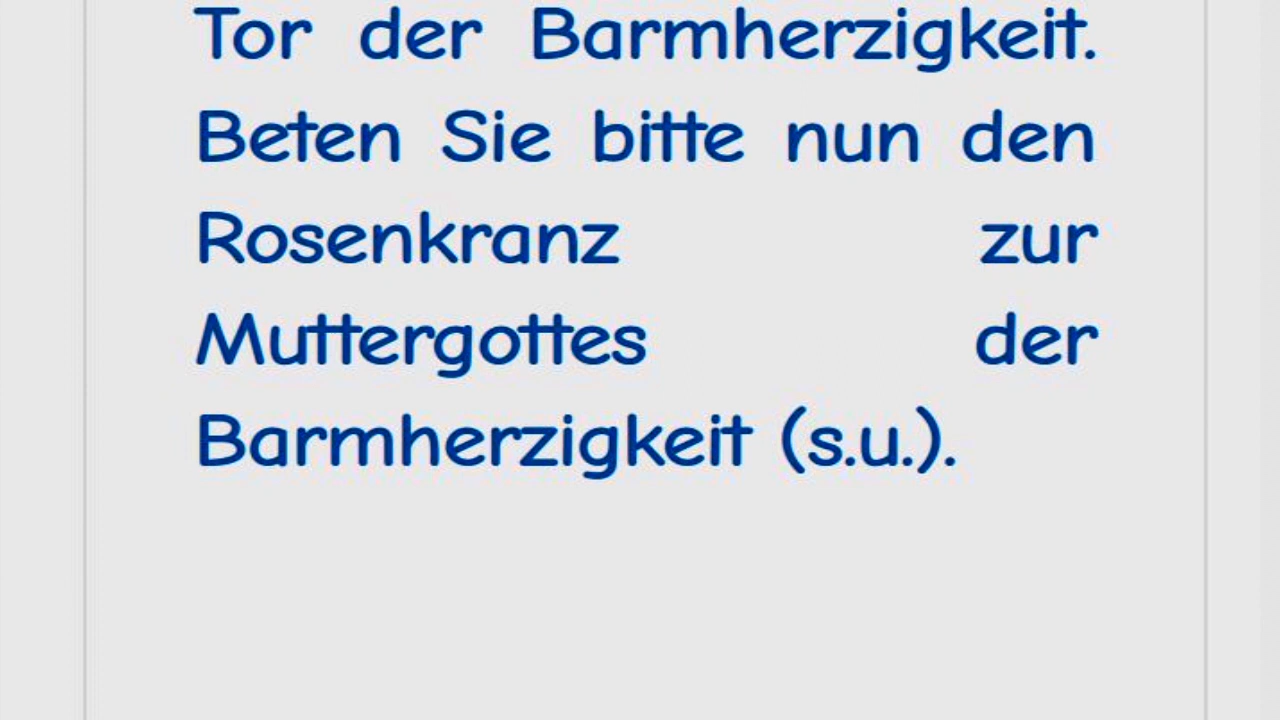 Tor der Barmherzigkeit.
Beten Sie bitte nun den
Rosenkranz zur
Muttergottes der
Barmherzigkeit (s.u.).